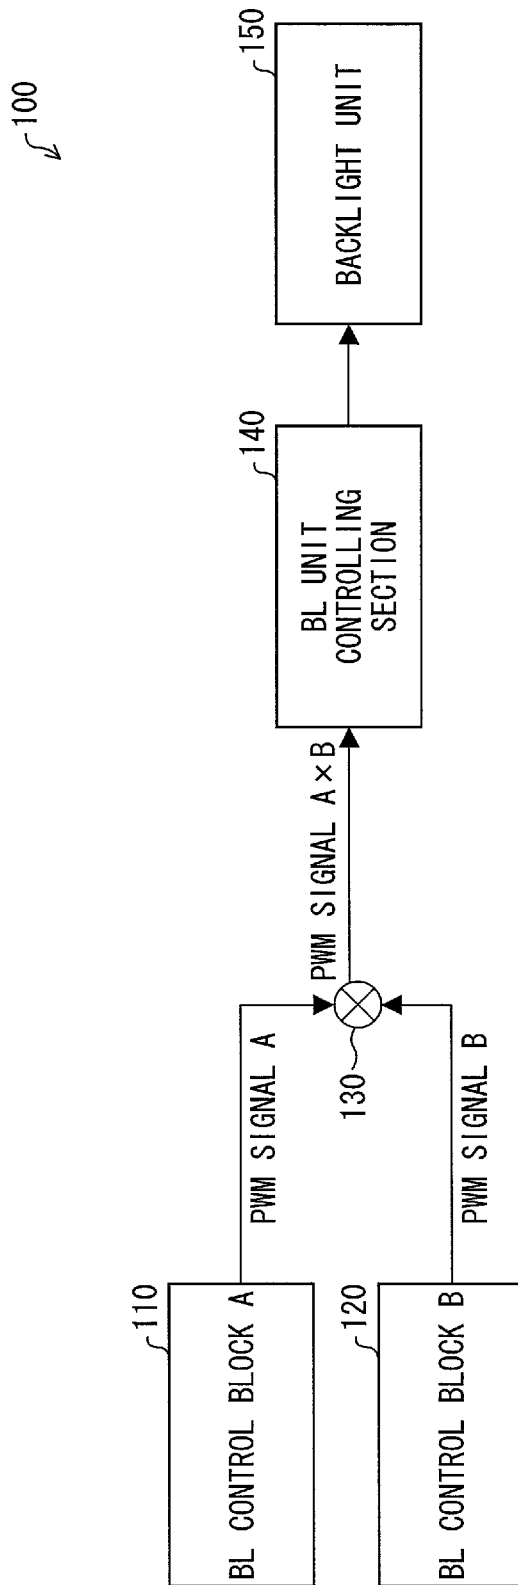 100
110
BL CONTROL BLOCK A
PWM SIGNAL A
120
BL CONTROL BLOCK B
PWM SIGNAL B
130
PWM SIGNAL A×B
140
BL UNIT
CONTROLLING
SECTION
150
BACKLIGHT UNIT